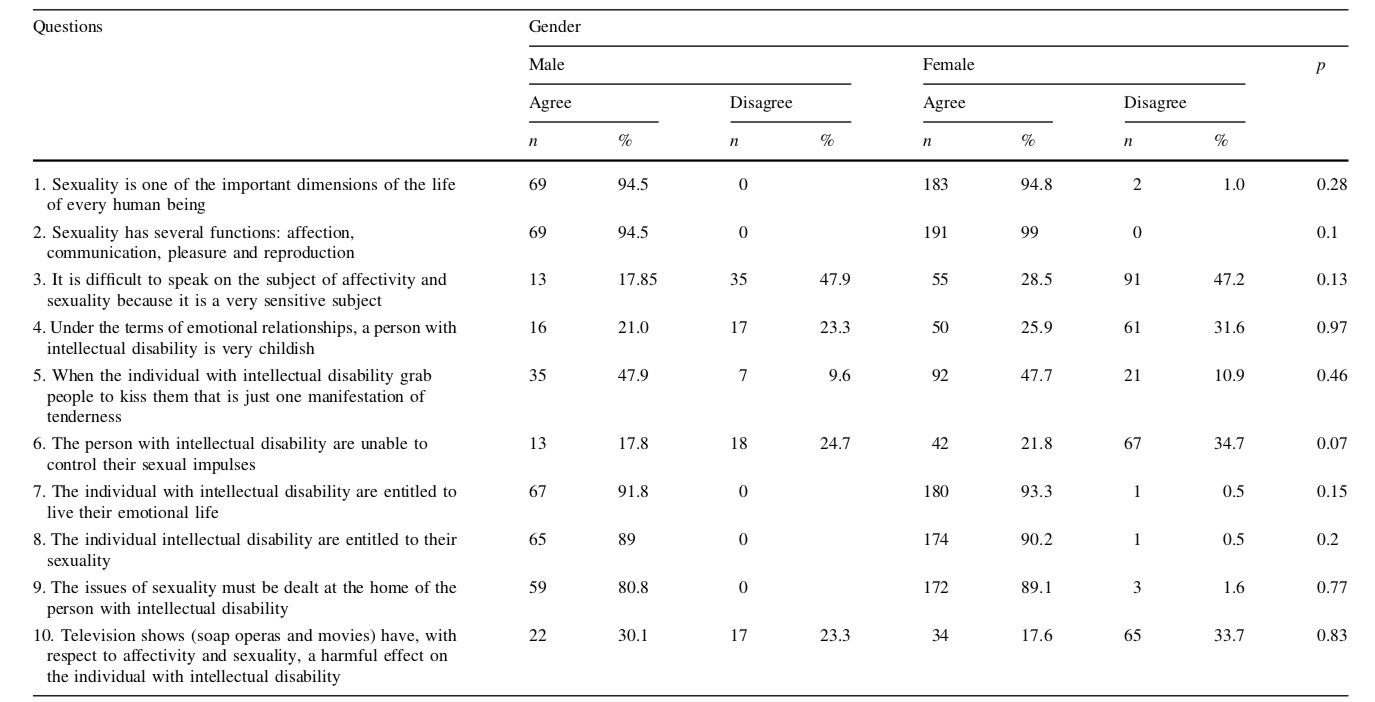 Questions Gender
Male Female p
Agree Disagree Agree Disagree
n % n % n % n %
1. Sexuality is one of the important dimensions of the life 69 94.5 0 183 94.8 2 1.0 0.28
of every human being
2. Sexuality has several functions: affection, 69 94.5 0 191 99 0 0.1
communication, pleasure and reproduction
3. It is difficult to speak on the subject of affectivity and 13 17.85 35 47.9 55 28.5 91 47.2 0.13
sexuality because it is a very sensitive subject
4. Under the terms of emotional relationships, a person with 16 21.0 17 23.3 50 25.9 61 31.6 0.97
intellectual disability is very childish
5. When the individual with intellectual disability grab 35 47.9 7 9.6 92 47.7 21 10.9 0.46
people to kiss them that is just one manifestation of
tenderness
6. The person with intellectual disability are unable to 13 17.8 18 24.7 42 21.8 67 34.7 0.07
control their sexual impulses
7. The individual with intellectual disability are entitled to 67 91.8 0 180 93.3 1 0.5 0.15
live their emotional life
8. The individual intellectual disability are entitled to their 65 89 0 174 90.2 1 0.5 0.2
sexuality
9. The issues of sexuality must be dealt at the home of the 59 80.8 0 172 89.1 3 1.6 0.77
person with intellectual disability
10. Television shows (soap operas and movies) have, with 22 30.1 17 23.3 34 17.6 65 33.7 0.83
respect to affectivity and sexuality, a harmful effect on
the individual with intellectual disability